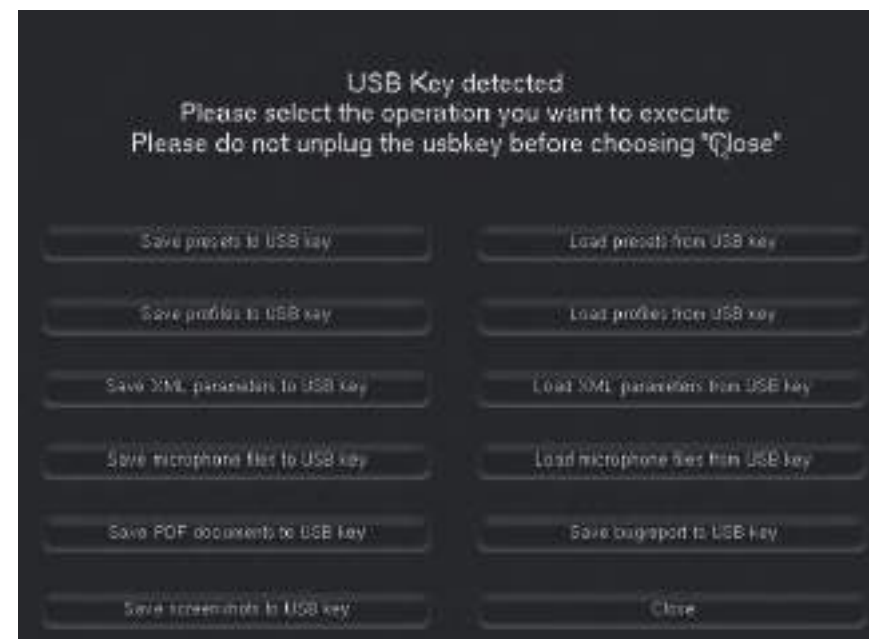 USB Key detected
Please select the operation you want to execute
Please do not unplug the usbkey before choosing "Close"
Save presets to USB key
Load presets from USB key
Save profiles to USB key
Load profiles from USB key
Save XML parameters to USB key
Load XML parameters from USB key
Save microphone files to USB key
Load microphone files from USB key
Save PDF documents to USB key
Save bugreport to USB key
Save screenshots to USB key
Close